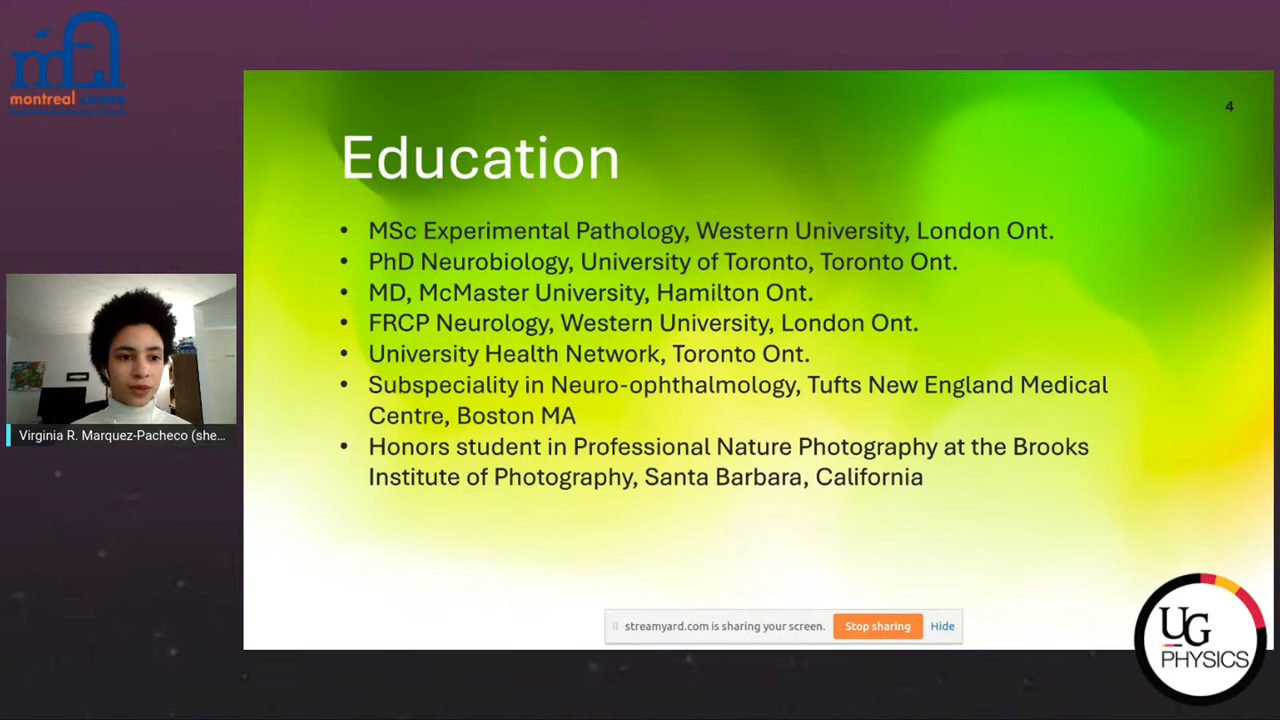 montreal centre
4
Education
• MSc Experimental Pathology, Western University, London Ont.
• PhD Neurobiology, University of Toronto, Toronto Ont.
• MD, McMaster University, Hamilton Ont.
• FRCP Neurology, Western University, London Ont.
• University Health Network, Toronto Ont.
• Subspeciality in Neuro-ophthalmology, Tufts New England Medical
Centre, Boston MA
• Honors student in Professional Nature Photography at the Brooks
Institute of Photography, Santa Barbara, California
Virginia R. Marquez-Pacheco (she...
streamyard.com is sharing your screen. Stop sharing Hide
UG
PHYSICS